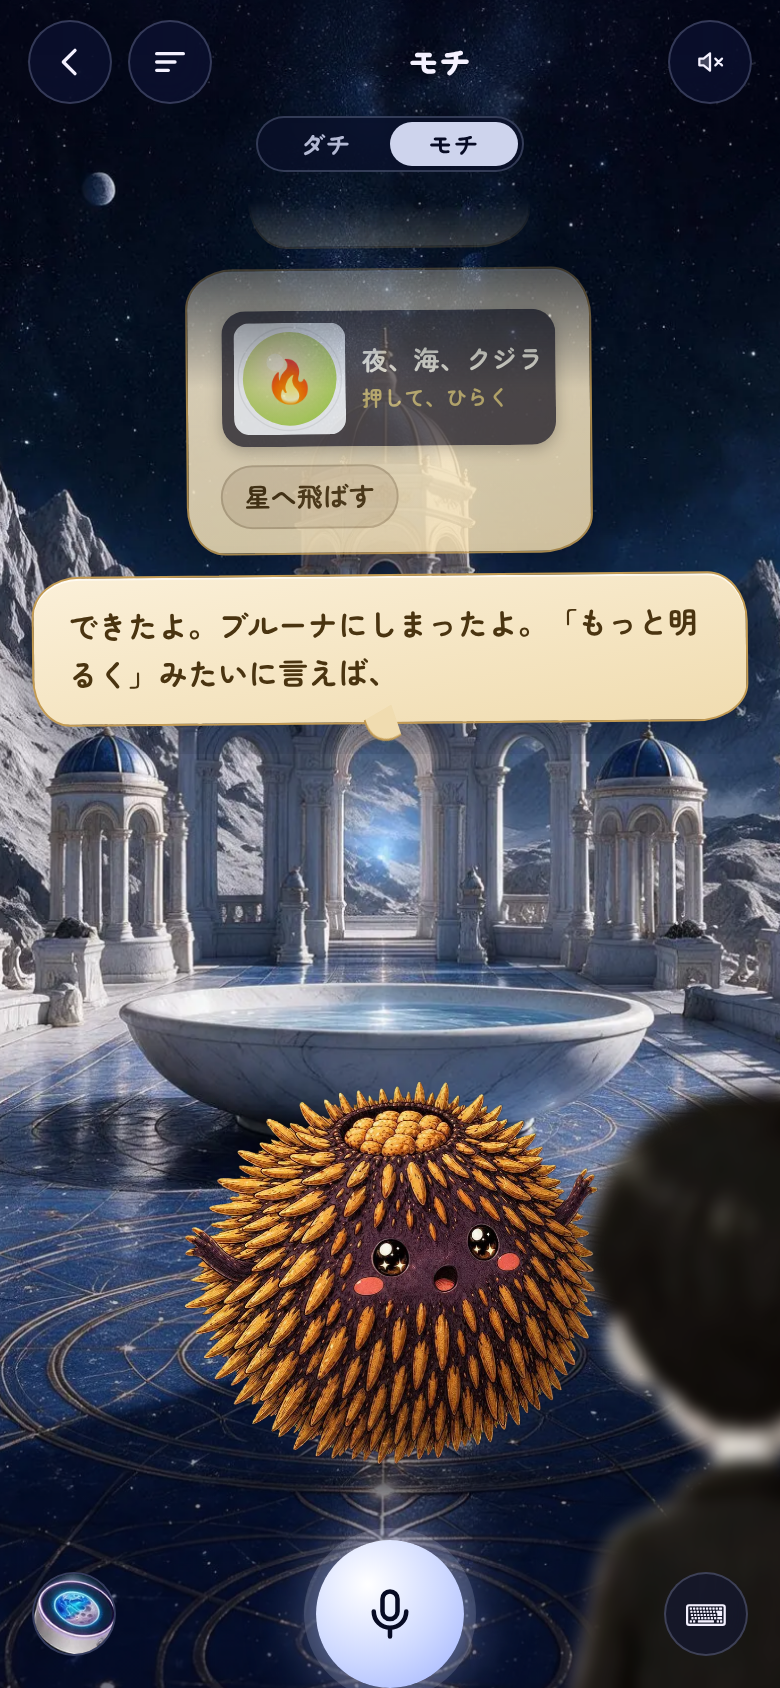 モチ
ダチ
モチ
夜、海、クジラ
押して、ひらく
星へ飛ばす
できたよ。ブルーナにしまったよ。「もっと明
るく」みたいに言えば、